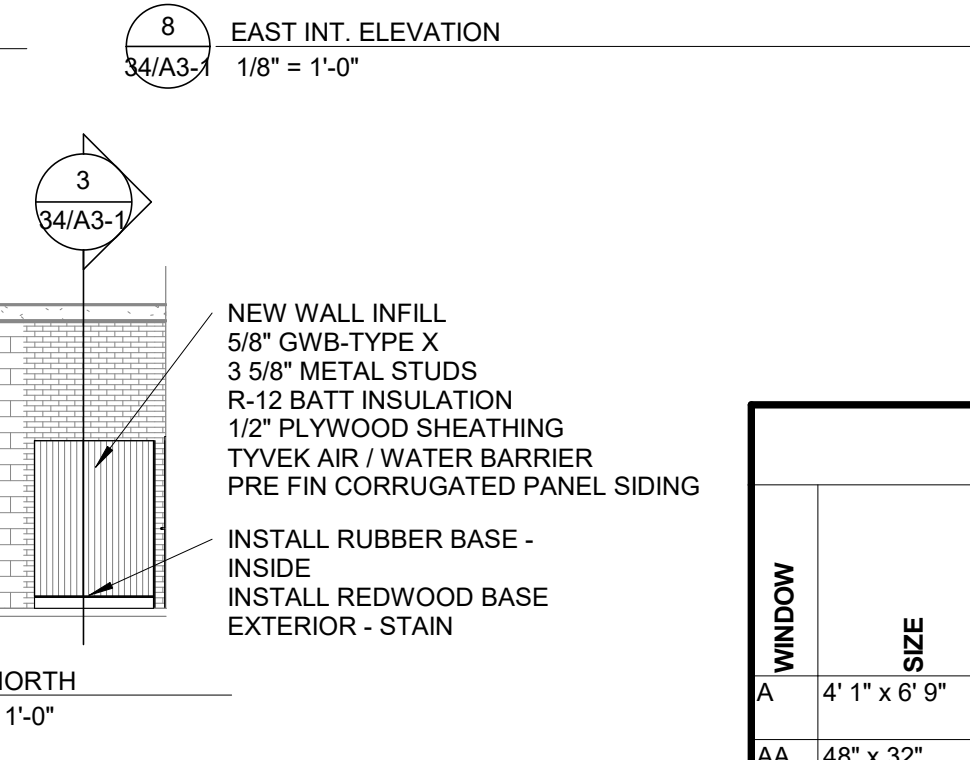 8
EAST INT. ELEVATION
34/A3-1
1/8" = 1'-0"
3
34/A3-1
NEW WALL INFILL
5/8" GWB-TYPE X
3 5/8" METAL STUDS
R-12 BATT INSULATION
1/2" PLYWOOD SHEATHING
TYVEK AIR / WATER BARRIER
PRE FIN CORRUGATED PANEL SIDING
INSTALL RUBBER BASE -
INSIDE
INSTALL REDWOOD BASE
EXTERIOR - STAIN
1'-0"
WINDOW
SIZE
A
4' 1" x 6' 9"
AA
48" x 32"